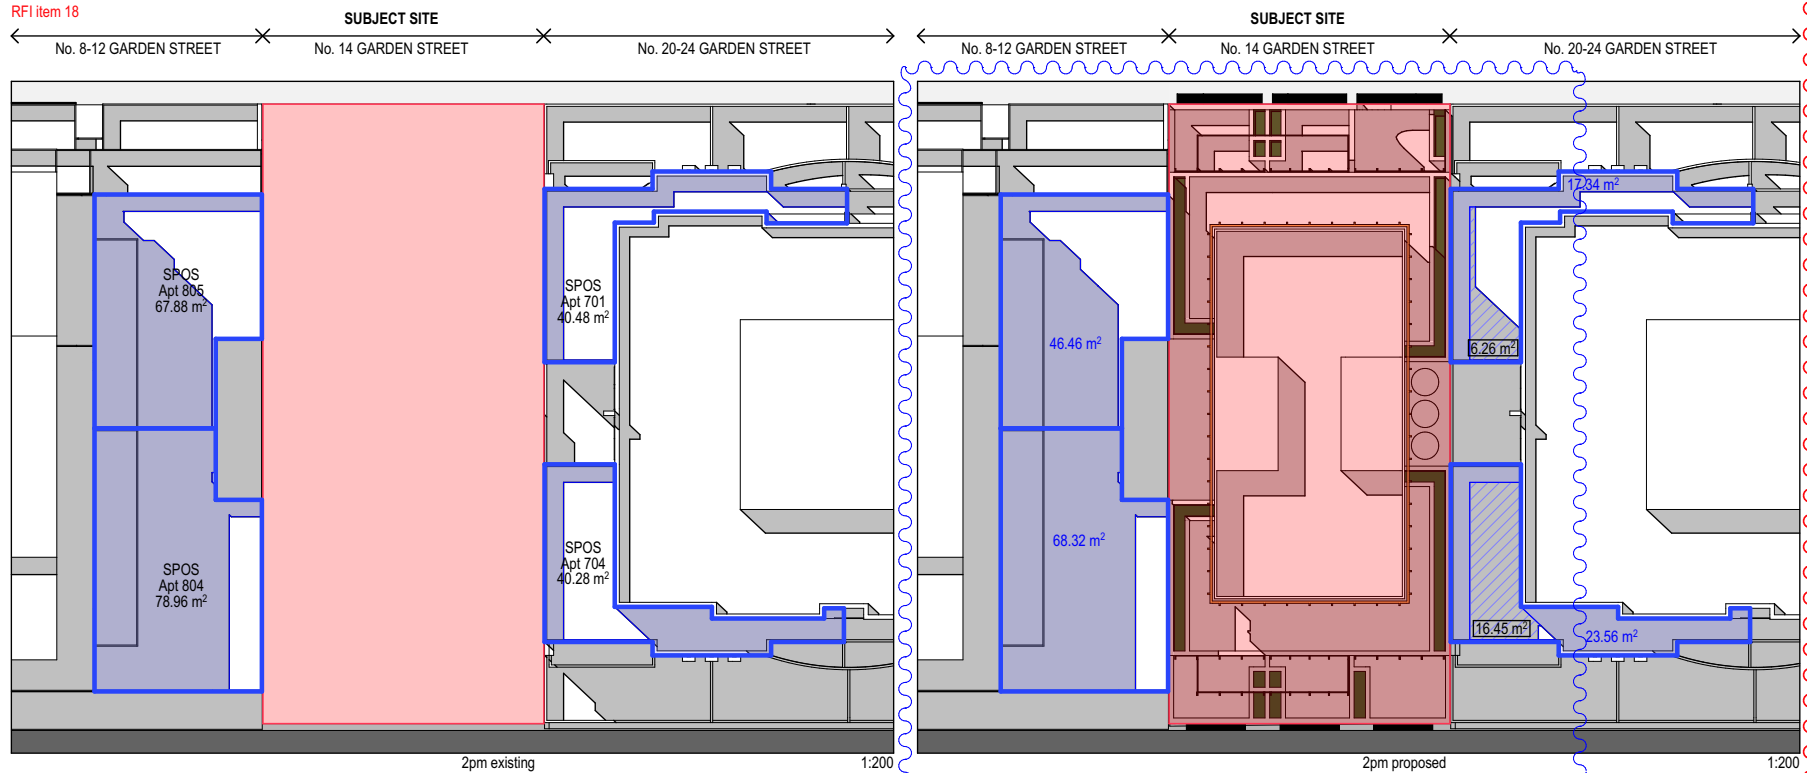 RFI item 18
SUBJECT SITE
No. 8-12 GARDEN STREET
No. 14 GARDEN STREET
No. 20-24 GARDEN STREET
SPOS
Apt 805
67.88 m²
SPOS
Apt 701
40.48 m²
SPOS
Apt 804
78.96 m²
SPOS
Apt 704
40.28 m²
2pm existing
1:200
SUBJECT SITE
No. 8-12 GARDEN STREET
No. 14 GARDEN STREET
No. 20-24 GARDEN STREET
17.34 m²
46.46 m²
6.26 m²
68.32 m²
16.45 m²
23.56 m²
2pm proposed
1:200